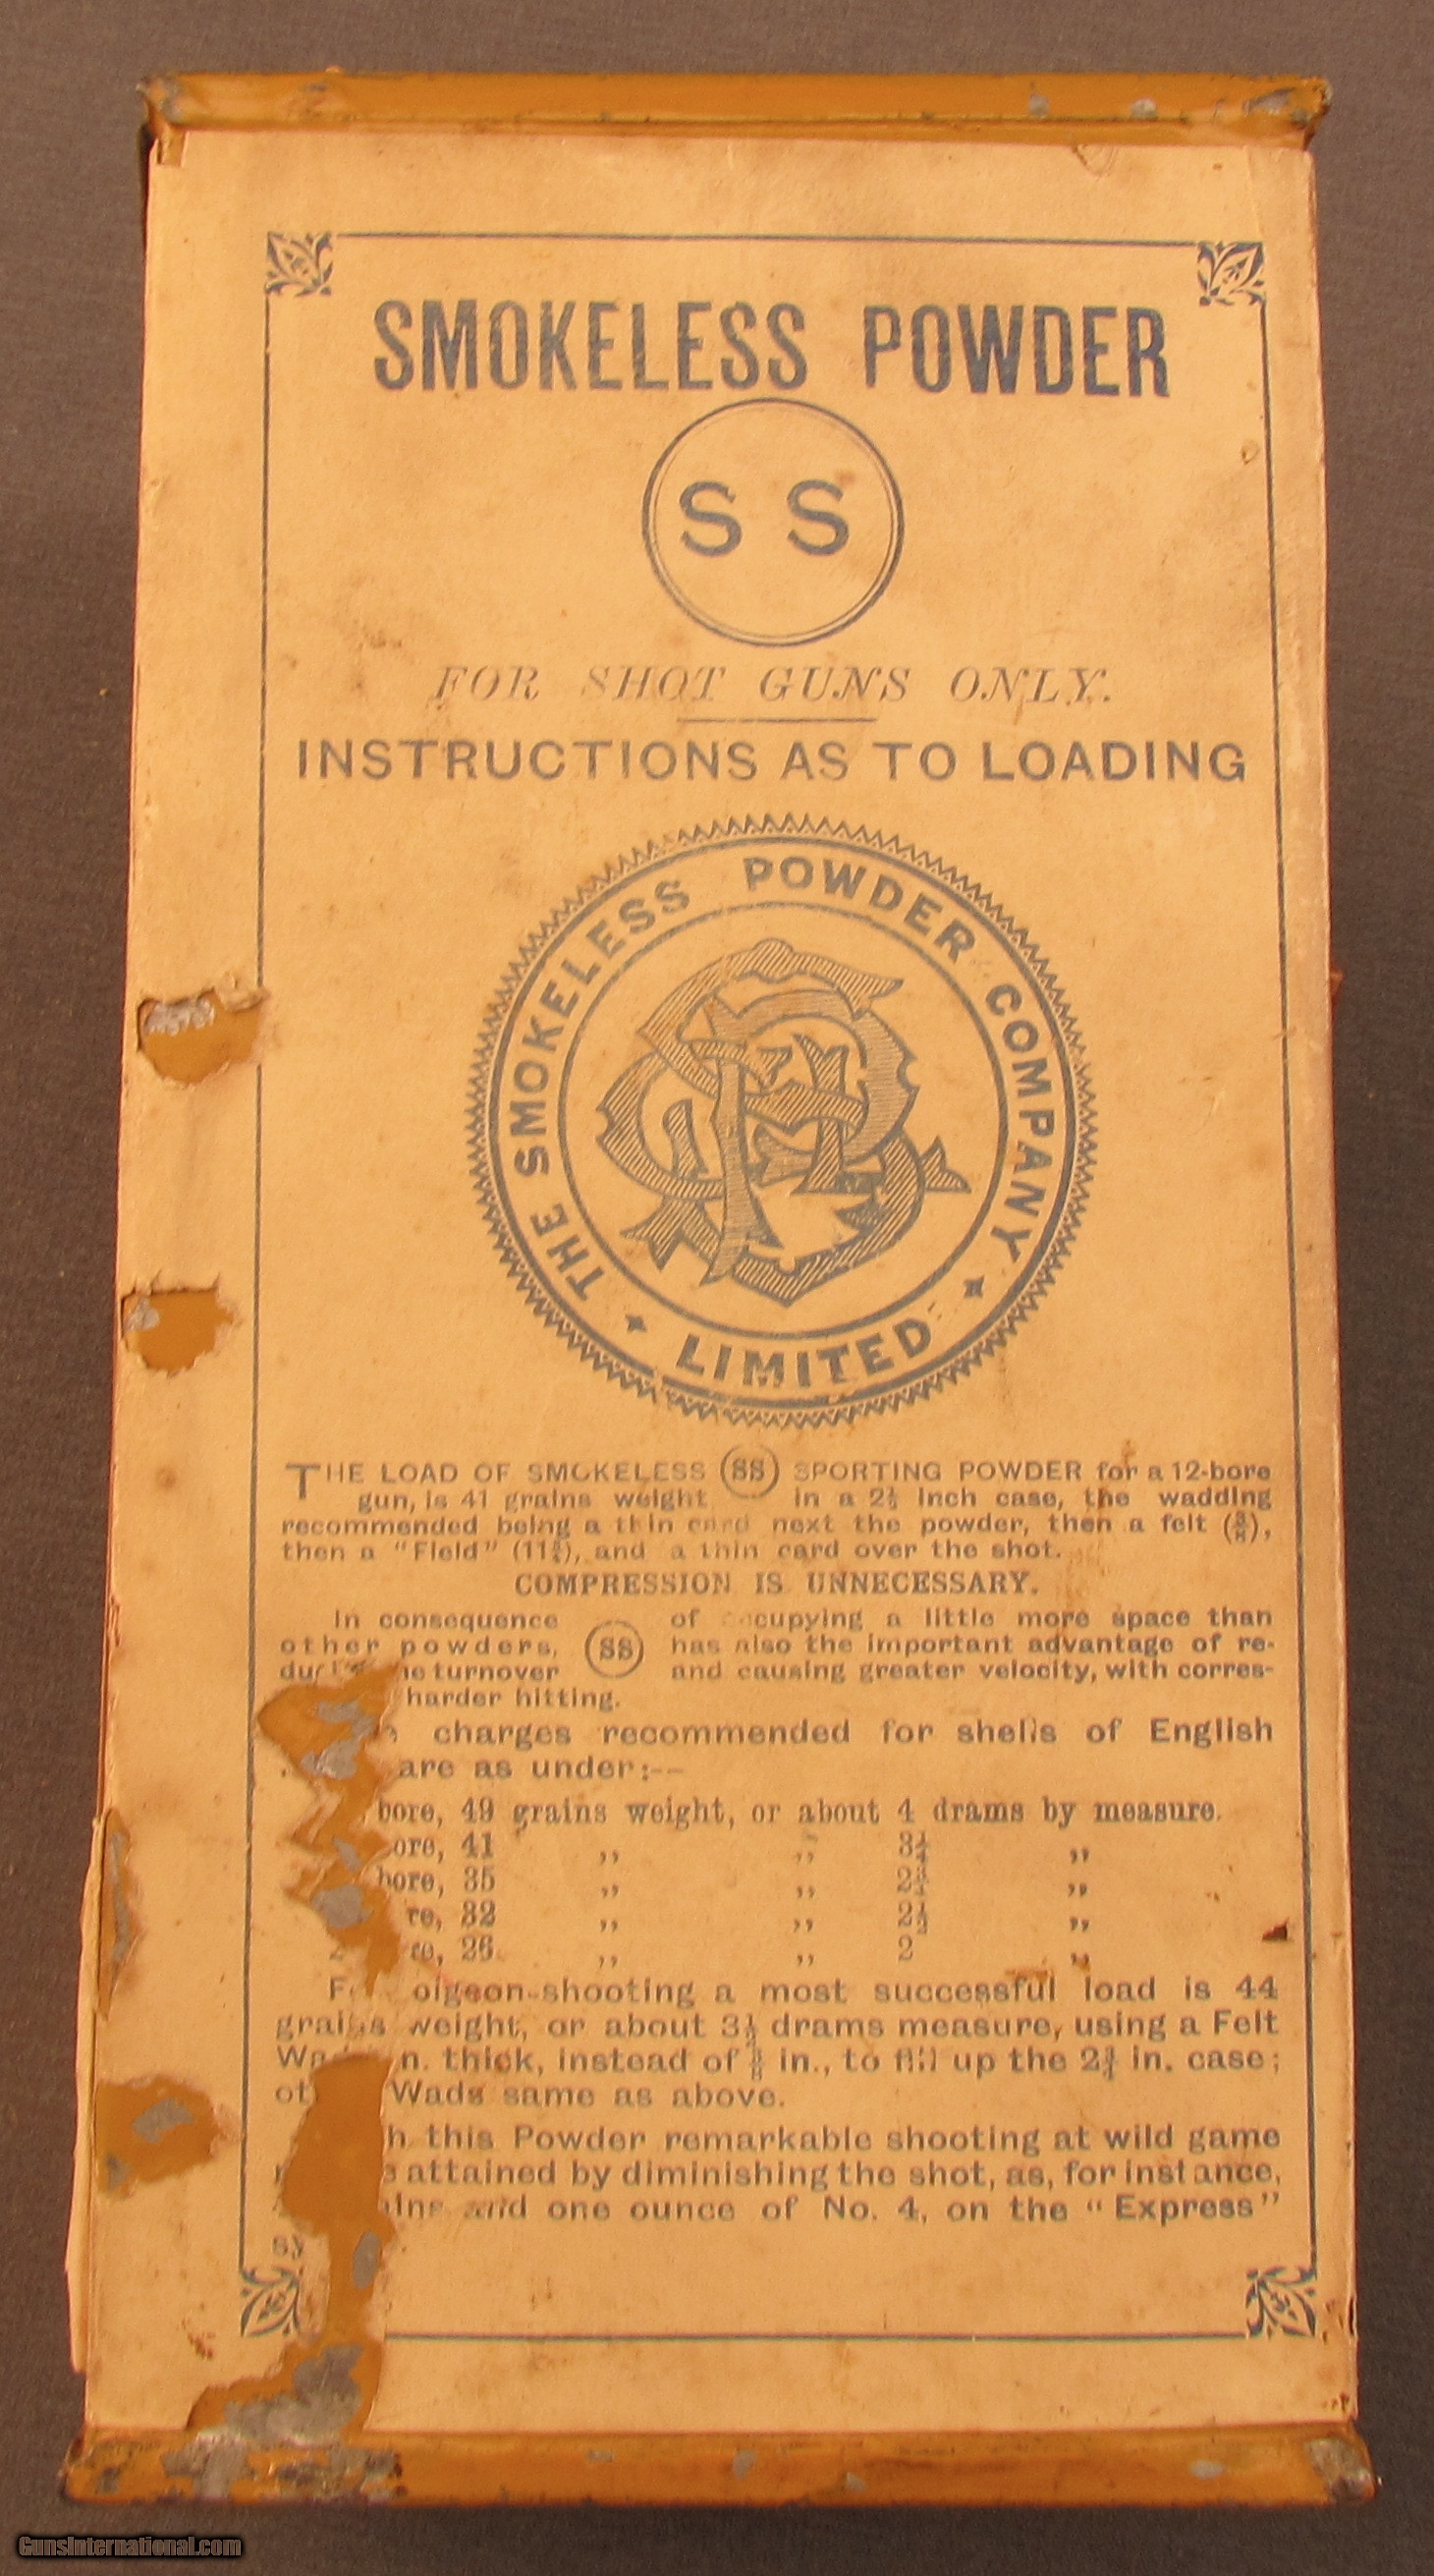 SMOKELESS POWDER
S S
FOR SHOT GUNS ONLY.
INSTRUCTIONS AS TO LOADING
THE SMOKELESS POWDER COMPANY
LIMITED
THE LOAD OF SMOKELESS SS SPORTING POWDER for a 12-bore
gun, is 41 grains weight in a 2½ inch case, the wadding
recommended being a thin card next the powder, then a felt (⅜),
then a "Field" (11¾), and a thin card over the shot.
COMPRESSION IS UNNECESSARY.
In consequence of occupying a little more space than
other powders, SS has also the important advantage of re-
turnover and causing greater velocity, with corres-
harder hitting.
charges recommended for shells of English
are as under:--
bore, 49 grains weight, or about 4 drams by measure.
41 ,, ,, 3¼ ,,
bore, 35 ,, ,, 2¾ ,,
32 ,, ,, 2½ ,,
26 ,, ,, 2 ,,
shooting a most successful load is 44
grains weight, or about 3½ drams measure, using a Felt
thick, instead of ⅜ in., to fill up the 2¾ in. case;
Wads same as above.
this Powder remarkable shooting at wild game
attained by diminishing the shot, as, for instance,
and one ounce of No. 4, on the "Express"
GunsInternational.com